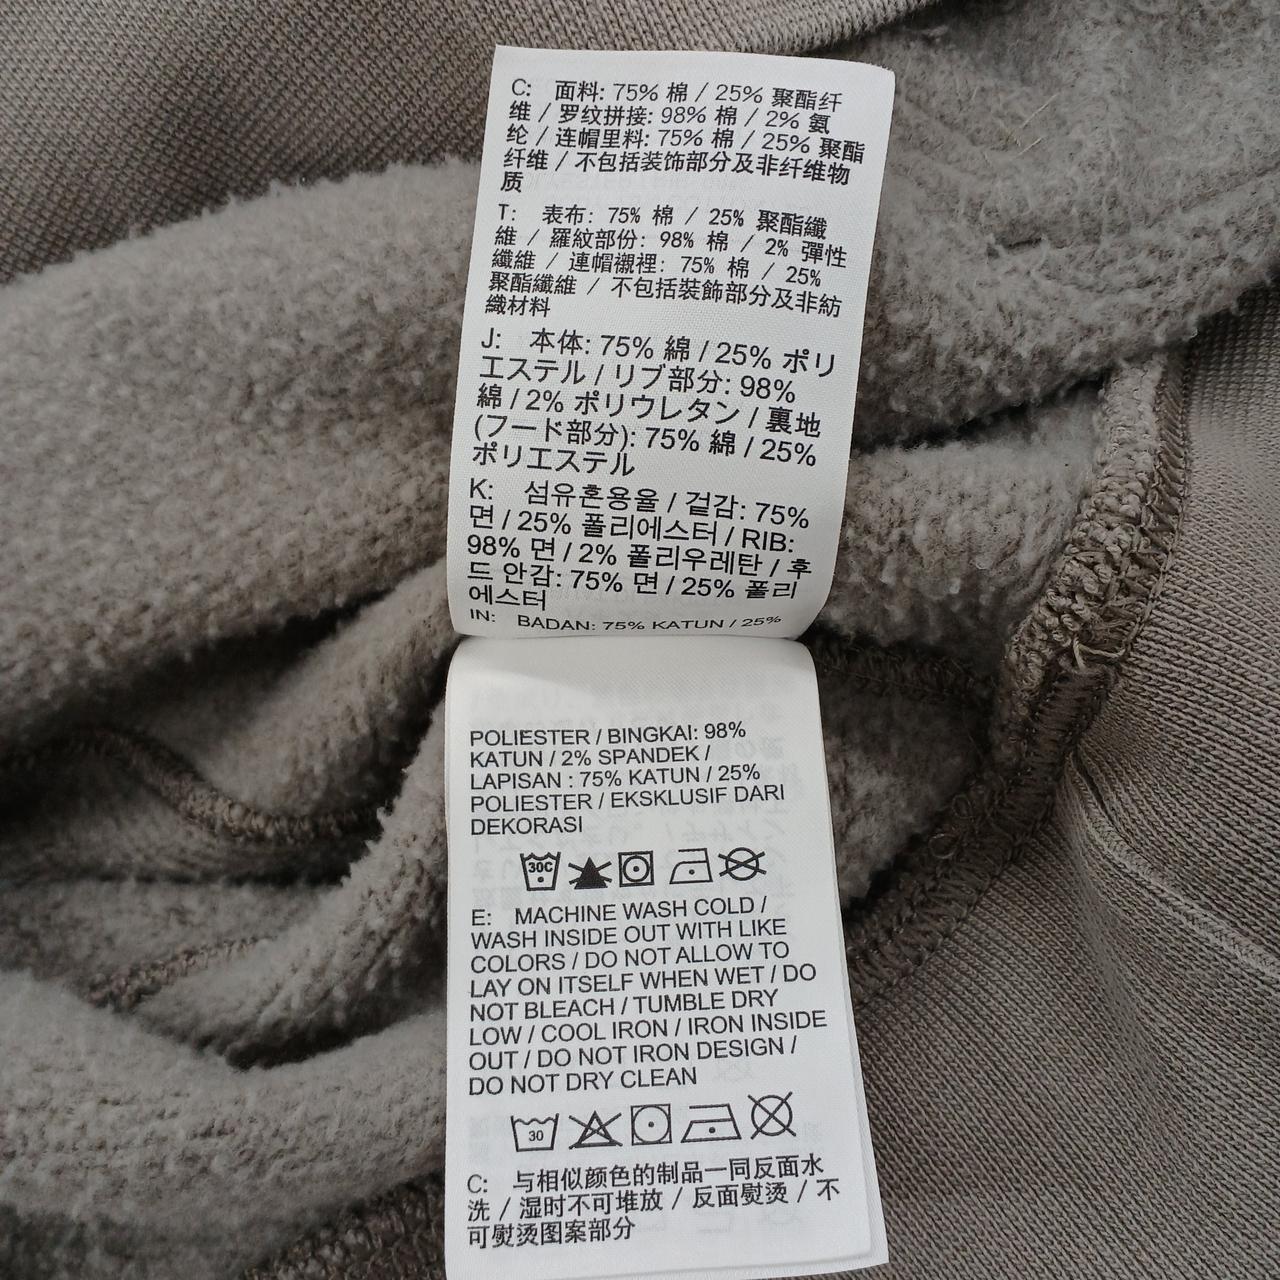 C: 面料: 75% 棉 / 25% 聚酯纤
维 / 罗纹拼接: 98% 棉 / 2% 氨
纶 / 连帽里料: 75% 棉 / 25% 聚酯
纤维 / 不包括装饰部分及非纤维物
质
T: 表布: 75% 棉 / 25% 聚酯纖
維 / 羅紋部份: 98% 棉 / 2% 彈性
纖維 / 連帽襯裡: 75% 棉 / 25%
聚酯纖維 / 不包括裝飾部分及非紡
織材料
J: 本体: 75% 綿 / 25% ポリ
エステル / リブ部分: 98%
綿 / 2% ポリウレタン / 裏地
(フード部分): 75% 綿 / 25%
ポリエステル
K: 섬유혼용율 / 겉감: 75%
면 / 25% 폴리에스터 / RIB:
98% 면 / 2% 폴리우레탄 / 후
드 안감: 75% 면 / 25% 폴리
에스터
IN: BADAN: 75% KATUN / 25%
POLIESTER / BINGKAI: 98%
KATUN / 2% SPANDEK /
LAPISAN : 75% KATUN / 25%
POLIESTER / EKSKLUSIF DARI
DEKORASI
30C
E: MACHINE WASH COLD /
WASH INSIDE OUT WITH LIKE
COLORS / DO NOT ALLOW TO
LAY ON ITSELF WHEN WET / DO
NOT BLEACH / TUMBLE DRY
LOW / COOL IRON / IRON INSIDE
OUT / DO NOT IRON DESIGN /
DO NOT DRY CLEAN
30
C: 与相似颜色的制品一同反面水
洗 / 湿时不可堆放 / 反面熨烫 / 不
可熨烫图案部分